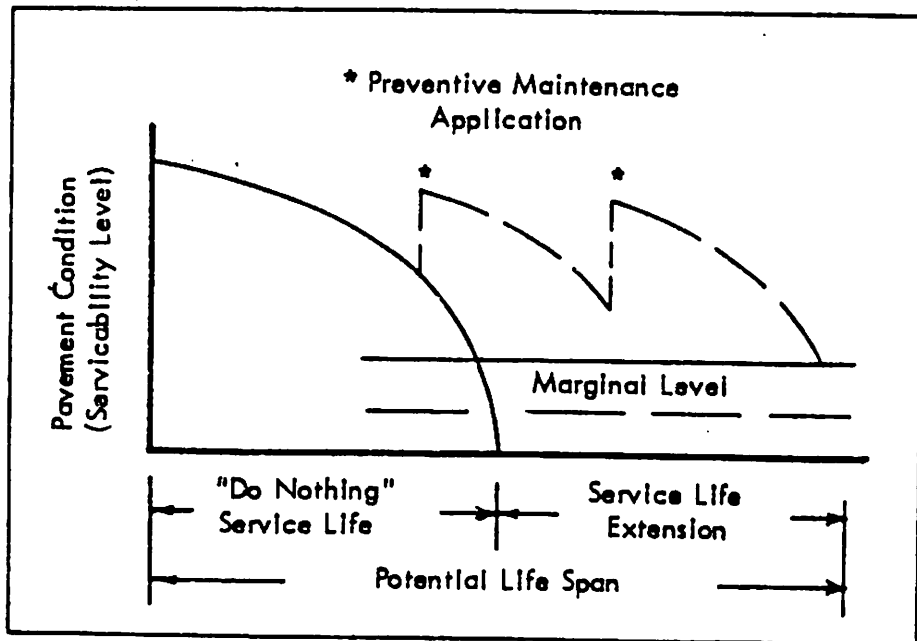 * Preventive Maintenance
Application
*
*
Pavement Condition
(Servicability Level)
Marginal Level
"Do Nothing"
Service Life
Service Life
Extension
Potential Life Span